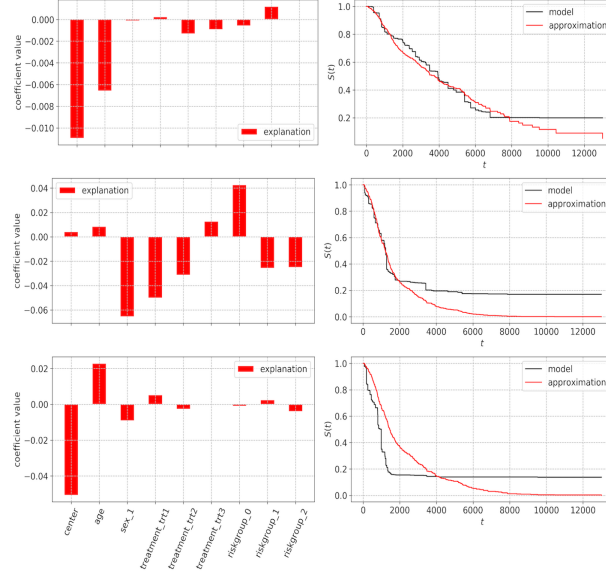 0.000
−0.002
−0.004
−0.006
−0.008
−0.010
coefficient value
explanation
1.0
0.8
0.6
0.4
0.2
S(t)
model
approximation
0 2000 4000 6000 8000 10000 12000
t
0.04
0.02
0.00
−0.02
−0.04
−0.06
coefficient value
explanation
1.0
0.8
0.6
0.4
0.2
0.0
S(t)
model
approximation
0 2000 4000 6000 8000 10000 12000
t
0.02
0.00
−0.02
−0.04
coefficient value
explanation
center age sex_1 treatment_trt1 treatment_trt2 treatment_trt3 riskgroup_0 riskgroup_1 riskgroup_2
1.0
0.8
0.6
0.4
0.2
0.0
S(t)
model
approximation
0 2000 4000 6000 8000 10000 12000
t